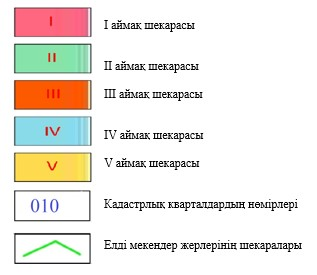 I I аймақ шекарасы
II II аймақ шекарасы
III III аймақ шекарасы
IV IV аймақ шекарасы
V V аймақ шекарасы
010 Кадастрлық кварталдардың нөмірлері
Елді мекендер жерлерінің шекаралары